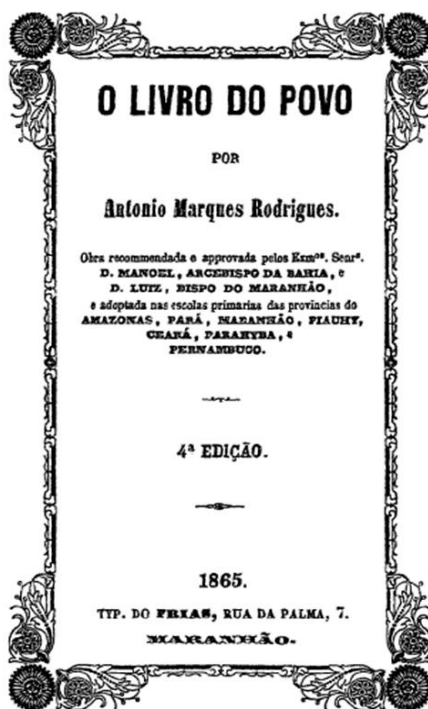 O LIVRO DO POVO
POR
Antonio Marques Rodrigues.
Obra recommendada e approvada pelos Exmos. Senrs.
D. MANOEL, ARCEBISPO DA BAHIA, e
D. LUIZ, BISPO DO MARANHÃO,
e adoptada nas escolas primarias das provincias do
AMAZONAS, PARÁ, MARANHÃO, PIAUHY,
CEARÁ, PARAHYBA, e
PERNAMBUCO.
4ª EDIÇÃO.
1865.
TYP. DO FRIAS, RUA DA PALMA, 7.
MARANHÃO.